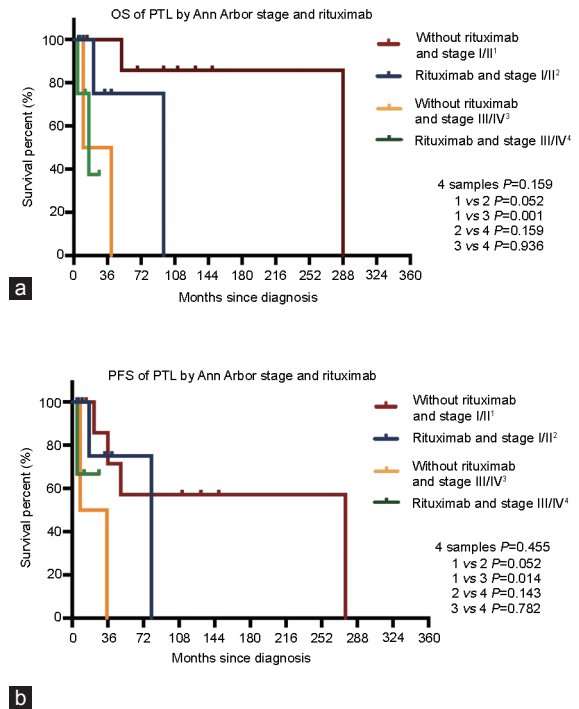 OS of PTL by Ann Arbor stage and rituximab
Survival percent (%)
100
80
60
40
20
0
0 36 72 108 144 180 216 252 288 324 360
Months since diagnosis
Without rituximab
and stage I/II¹
Rituximab and stage I/II²
Without rituximab
and stage III/IV³
Rituximab and stage III/IV⁴
4 samples P=0.159
1 vs 2 P=0.052
1 vs 3 P=0.001
2 vs 4 P=0.159
3 vs 4 P=0.936
a
PFS of PTL by Ann Arbor stage and rituximab
Survival percent (%)
100
80
60
40
20
0
0 36 72 108 144 180 216 252 288 324 360
Months since diagnosis
Without rituximab
and stage I/II¹
Rituximab and stage I/II²
Without rituximab
and stage III/IV³
Rituximab and stage III/IV⁴
4 samples P=0.455
1 vs 2 P=0.052
1 vs 3 P=0.014
2 vs 4 P=0.143
3 vs 4 P=0.782
b